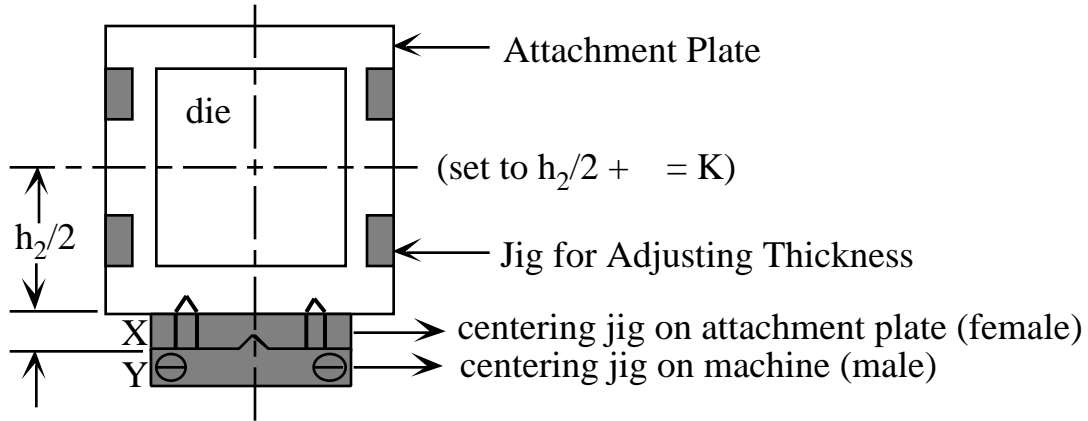 Attachment Plate
die
(set to h₂/2 + = K)
h₂/2
Jig for Adjusting Thickness
X
centering jig on attachment plate (female)
Y
centering jig on machine (male)